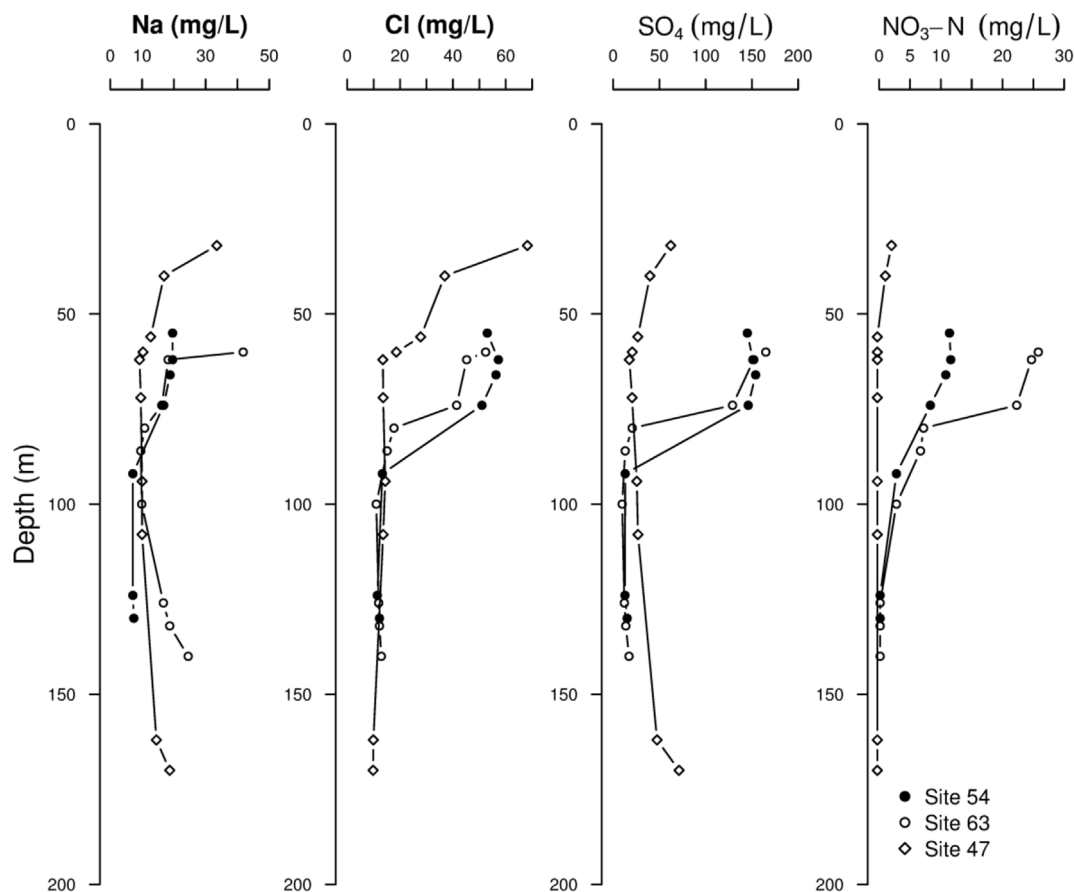 Na (mg/L) Cl (mg/L) SO₄ (mg/L) NO₃–N (mg/L)
0 10 30 50 0 20 40 60 0 50 100 150 200 0 5 10 20 30
0 0 0 0
50 50 50 50
100 100 100 100
150 150 150 150
200 200 200 200
Depth (m)
Site 54
Site 63
Site 47